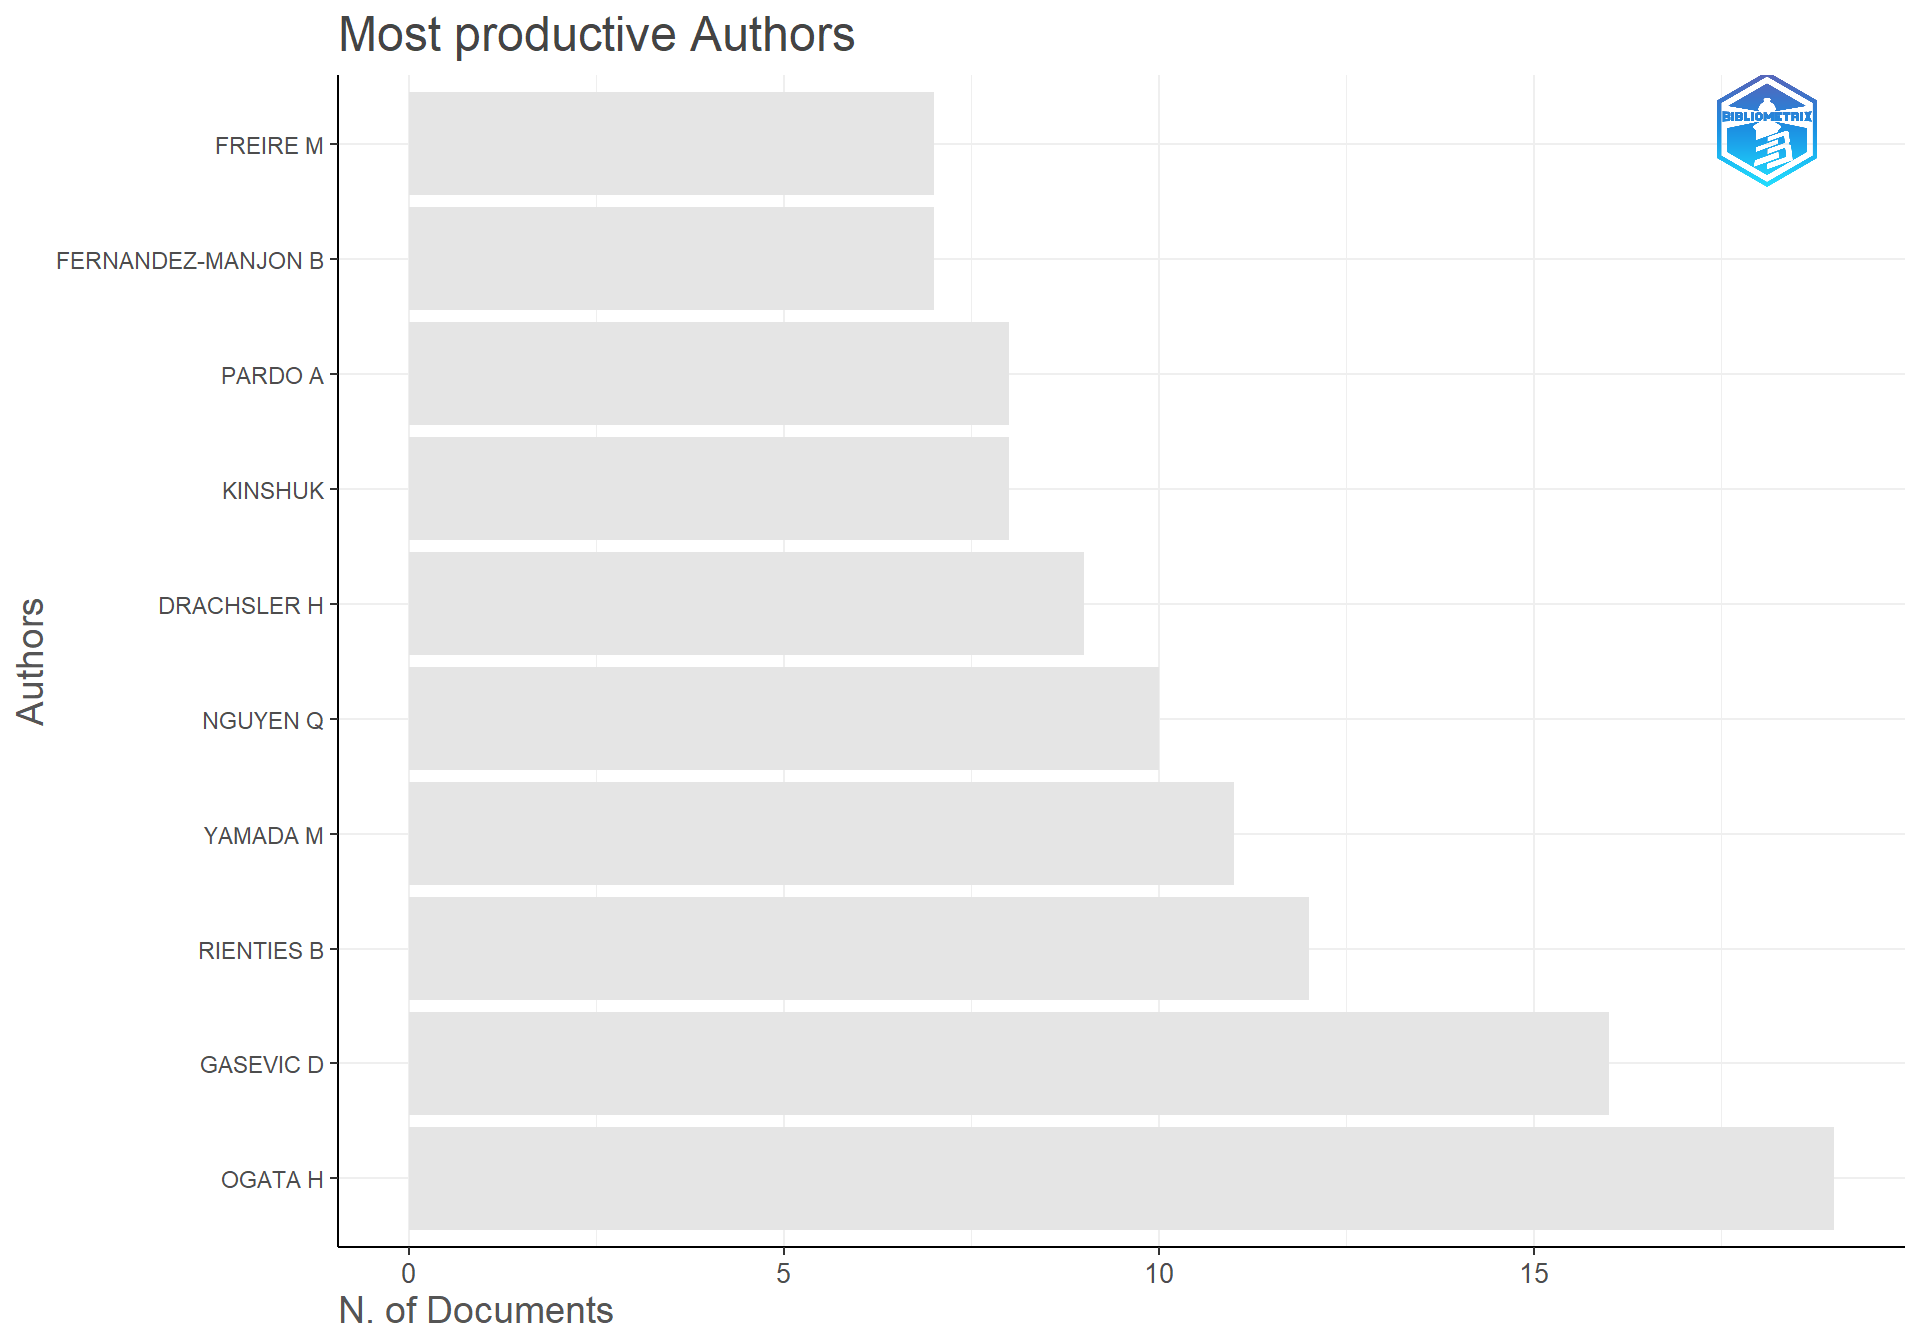 Most productive Authors
BIBLIOMETRIX
FREIRE M
FERNANDEZ-MANJON B
PARDO A
KINSHUK
DRACHSLER H
NGUYEN Q
YAMADA M
RIENTIES B
GASEVIC D
OGATA H
Authors
0 5 10 15
N. of Documents